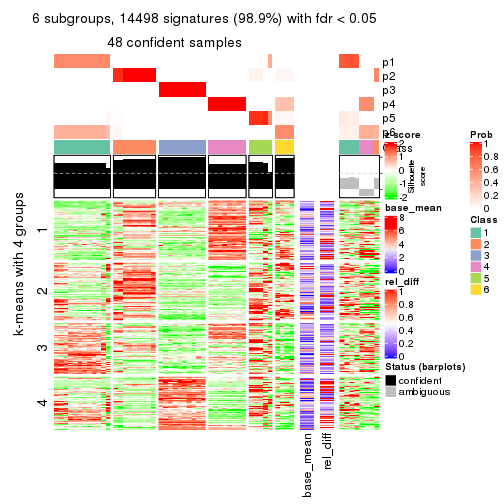 6 subgroups, 14498 signatures (98.9%) with fdr < 0.05
48 confident samples
p1
p2
p3
p4
p5
p6
Class
z-score
2
1
0
-1
-2
Silhouette
score
Prob
1
0.8
0.6
0.4
0.2
0
Class
1
2
3
4
5
6
base_mean
8
6
4
2
0
rel_diff
1
0.8
0.6
0.4
0.2
0
Status (barplots)
confident
ambiguous
k-means with 4 groups
1
2
3
4
base_mean
rel_diff